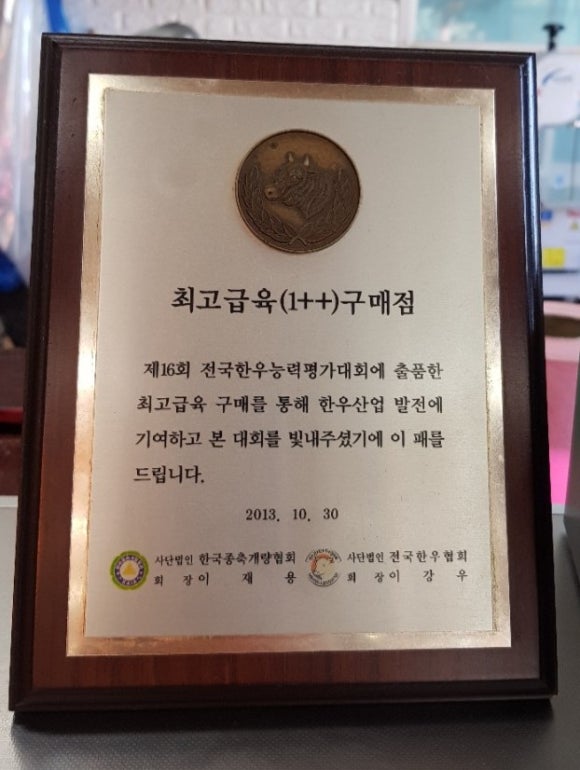 최고급육(1++)구매점
제16회 전국한우능력평가대회에 출품한
최고급육 구매를 통해 한우산업 발전에
기여하고 본 대회를 빛내주셨기에 이 패를
드립니다.
2013. 10. 30
사단법인 한국종축개량협회
회 장 이 재 용
사단법인 전국한우협회
회 장 이 강 우